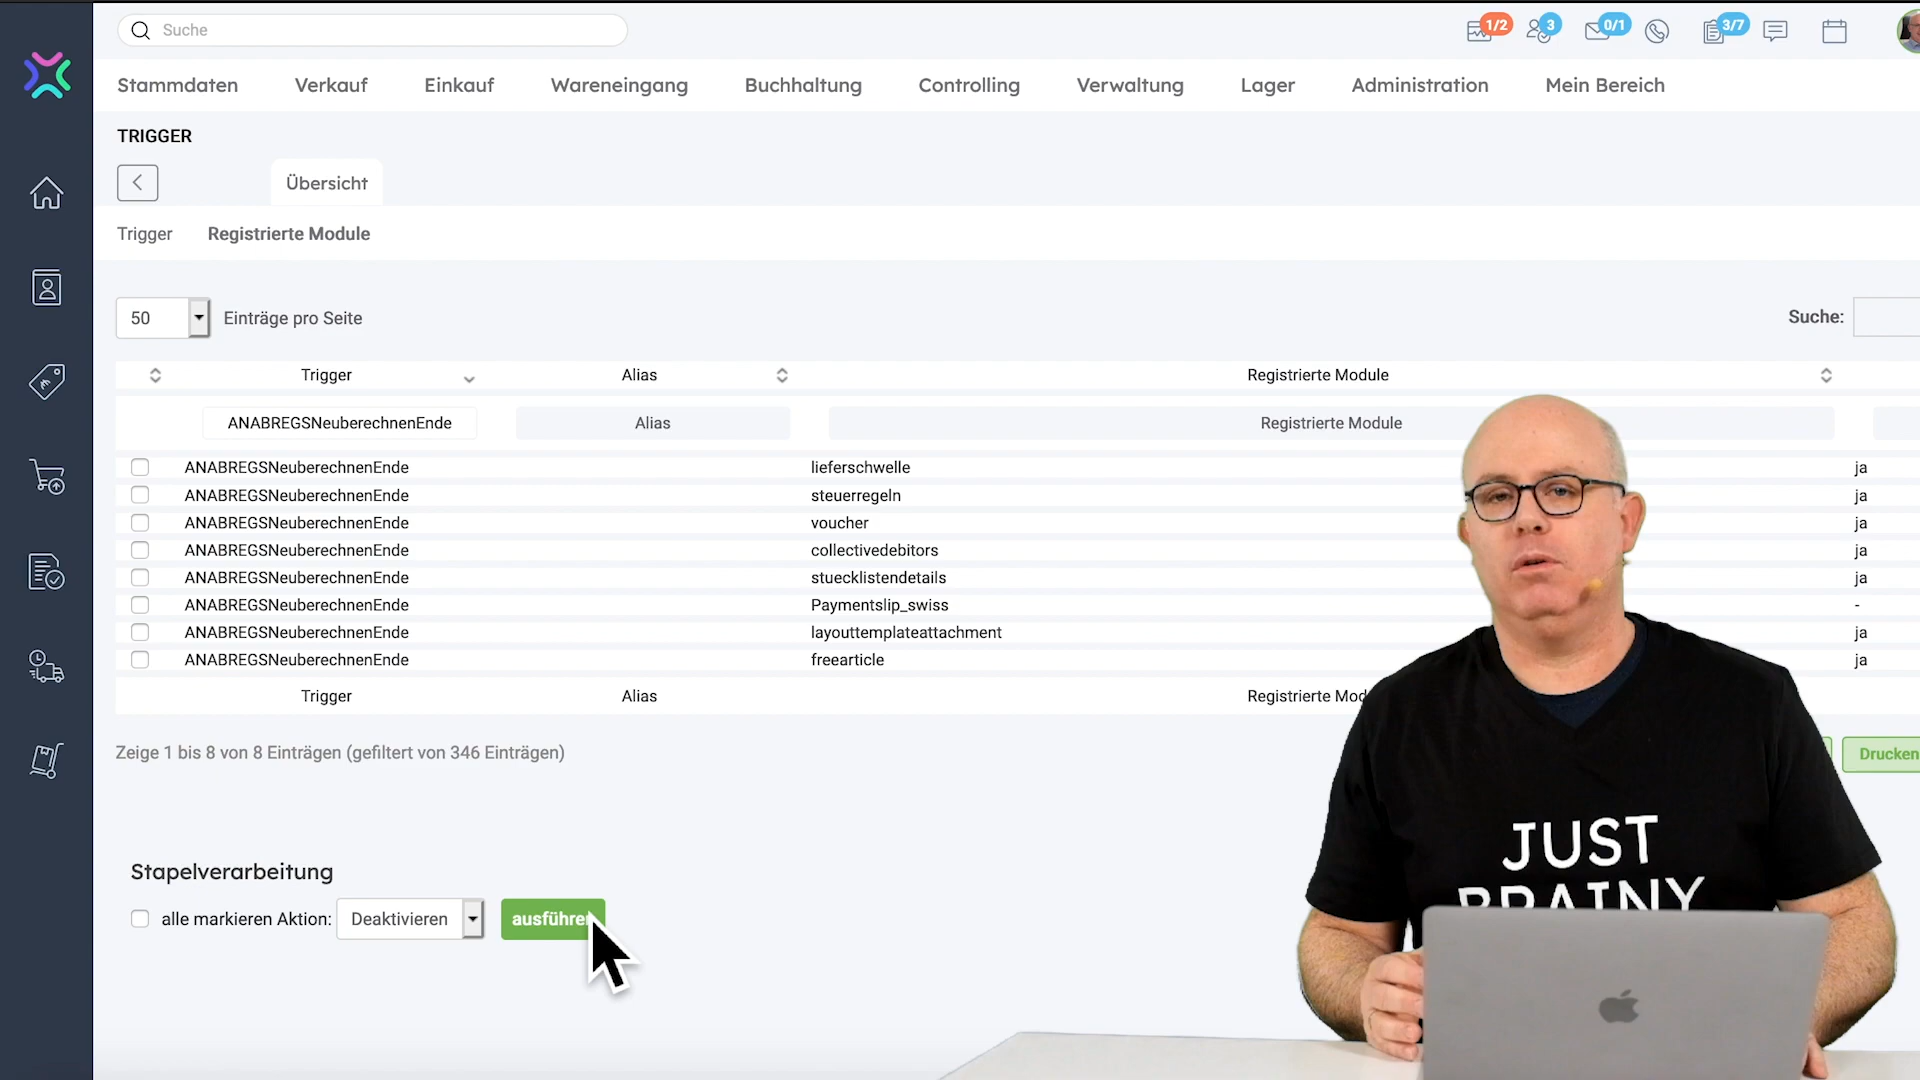 Suche
1/2
3
0/1
3/7
Stammdaten Verkauf Einkauf Wareneingang Buchhaltung Controlling Verwaltung Lager Administration Mein Bereich
TRIGGER
Übersicht
Trigger Registrierte Module
50 Einträge pro Seite
Suche:
Trigger Alias Registrierte Module
ANABREGSNeuberechnenEnde Alias Registrierte Module
ANABREGSNeuberechnenEnde lieferschwelle ja
ANABREGSNeuberechnenEnde steuerregeln ja
ANABREGSNeuberechnenEnde voucher ja
ANABREGSNeuberechnenEnde collectivedebitors ja
ANABREGSNeuberechnenEnde stuecklistendetails ja
ANABREGSNeuberechnenEnde Paymentslip_swiss -
ANABREGSNeuberechnenEnde layouttemplateattachment ja
ANABREGSNeuberechnenEnde freearticle ja
Trigger Alias Registrierte Mod
Zeige 1 bis 8 von 8 Einträgen (gefiltert von 346 Einträgen)
Drucken
Stapelverarbeitung
alle markieren Aktion: Deaktivieren ausführen
JUST
BRAINY